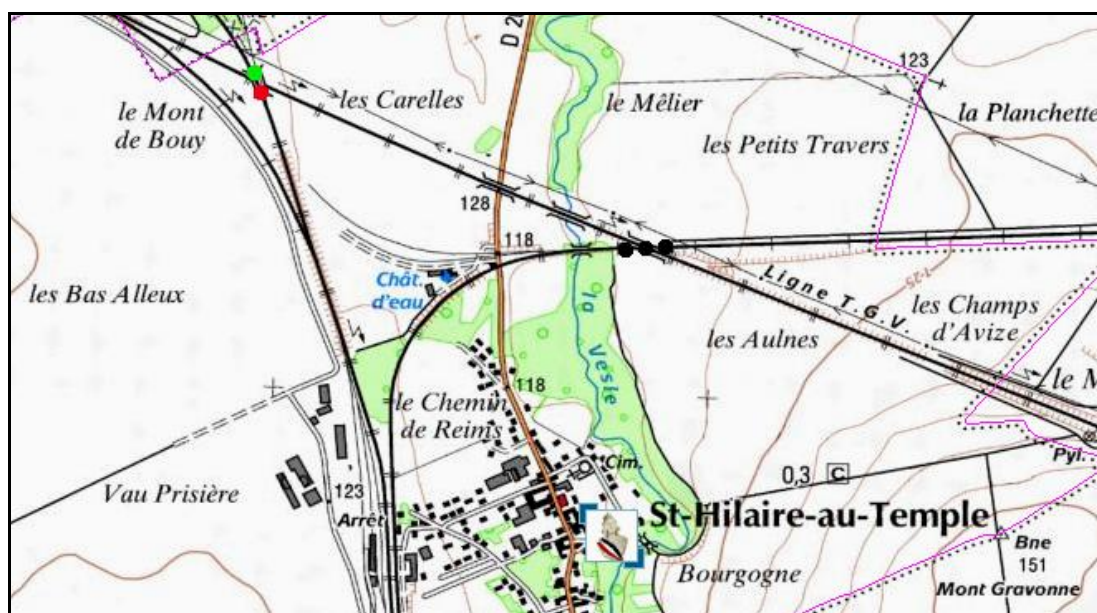 D 2
123
les Carelles
le Mêlier
la Planchette
le Mont
de Bouy
les Petits Travers
128
118
Chât.
d'eau
la Vesle
Ligne T.G.V.
1-25
les Bas Alleux
les Champs
d'Avize
les Aulnes
118
le M
le Chemin
de Reims
Cim.
Pyl.
Vau Prisière
123
0,3 C
Arrêt
St-Hilaire-au-Temple
Bne
151
Bourgogne
Mont Gravonne